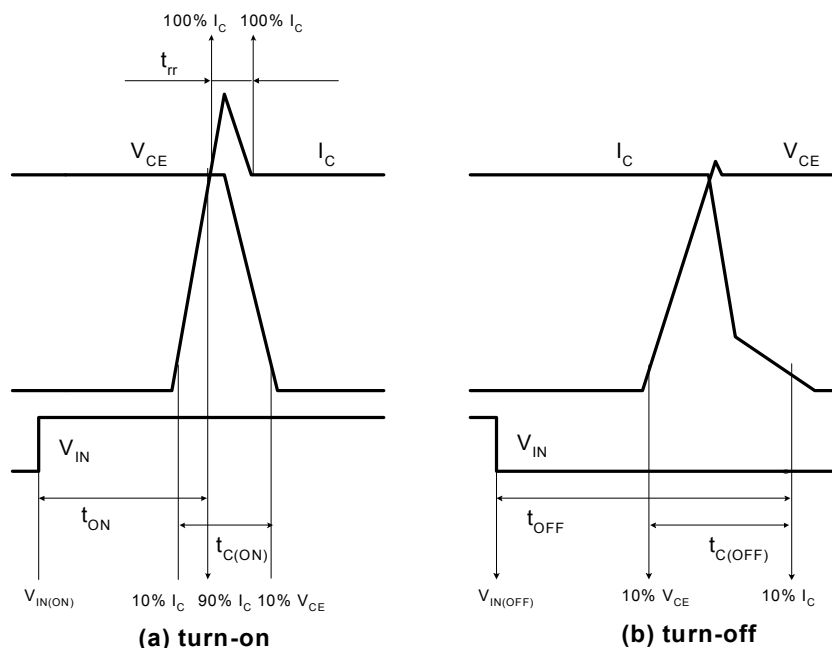 100% I_C 100% I_C
t_rr
V_CE I_C
I_C V_CE
V_IN
V_IN
t_ON
t_C(ON)
t_OFF
t_C(OFF)
V_IN(ON)
10% I_C 90% I_C 10% V_CE
V_IN(OFF)
10% V_CE
10% I_C
(a) turn-on
(b) turn-off